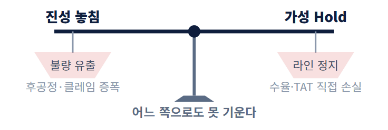 진성 놓침
가성 Hold
불량 유출
라인 정지
후공정·클레임 증폭
수율·TAT 직접 손실
어느 쪽으로도 못 기운다